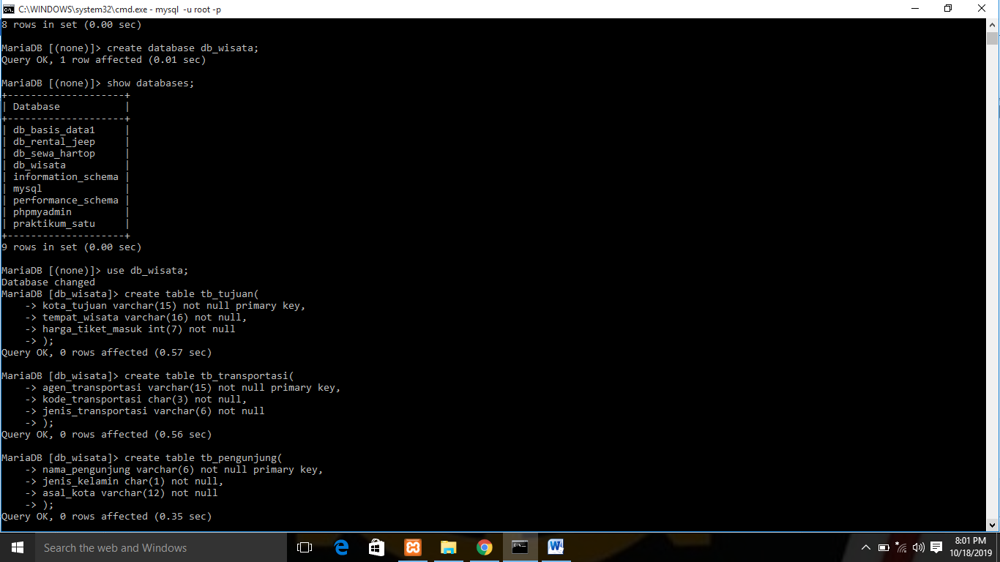 C:\WINDOWS\system32\cmd.exe - mysql  -u root -p
8 rows in set (0.00 sec)
MariaDB [(none)]> create database db_wisata;
Query OK, 1 row affected (0.01 sec)
MariaDB [(none)]> show databases;
+--------------------+
| Database           |
+--------------------+
| db_basis_data1     |
| db_rental_jeep     |
| db_sewa_hartop     |
| db_wisata          |
| information_schema |
| mysql              |
| performance_schema |
| phpmyadmin         |
| praktikum_satu     |
+--------------------+
9 rows in set (0.00 sec)
MariaDB [(none)]> use db_wisata;
Database changed
MariaDB [db_wisata]> create table tb_tujuan(
    -> kota_tujuan varchar(15) not null primary key,
    -> tempat_wisata varchar(16) not null,
    -> harga_tiket_masuk int(7) not null
    -> );
Query OK, 0 rows affected (0.57 sec)
MariaDB [db_wisata]> create table tb_transportasi(
    -> agen_transportasi varchar(15) not null primary key,
    -> kode_transportasi char(3) not null,
    -> jenis_transportasi varchar(6) not null
    -> );
Query OK, 0 rows affected (0.56 sec)
MariaDB [db_wisata]> create table tb_pengunjung(
    -> nama_pengunjung varchar(6) not null primary key,
    -> jenis_kelamin char(1) not null,
    -> asal_kota varchar(12) not null
    -> );
Query OK, 0 rows affected (0.35 sec)
Search the web and Windows
8:01 PM
10/18/2019